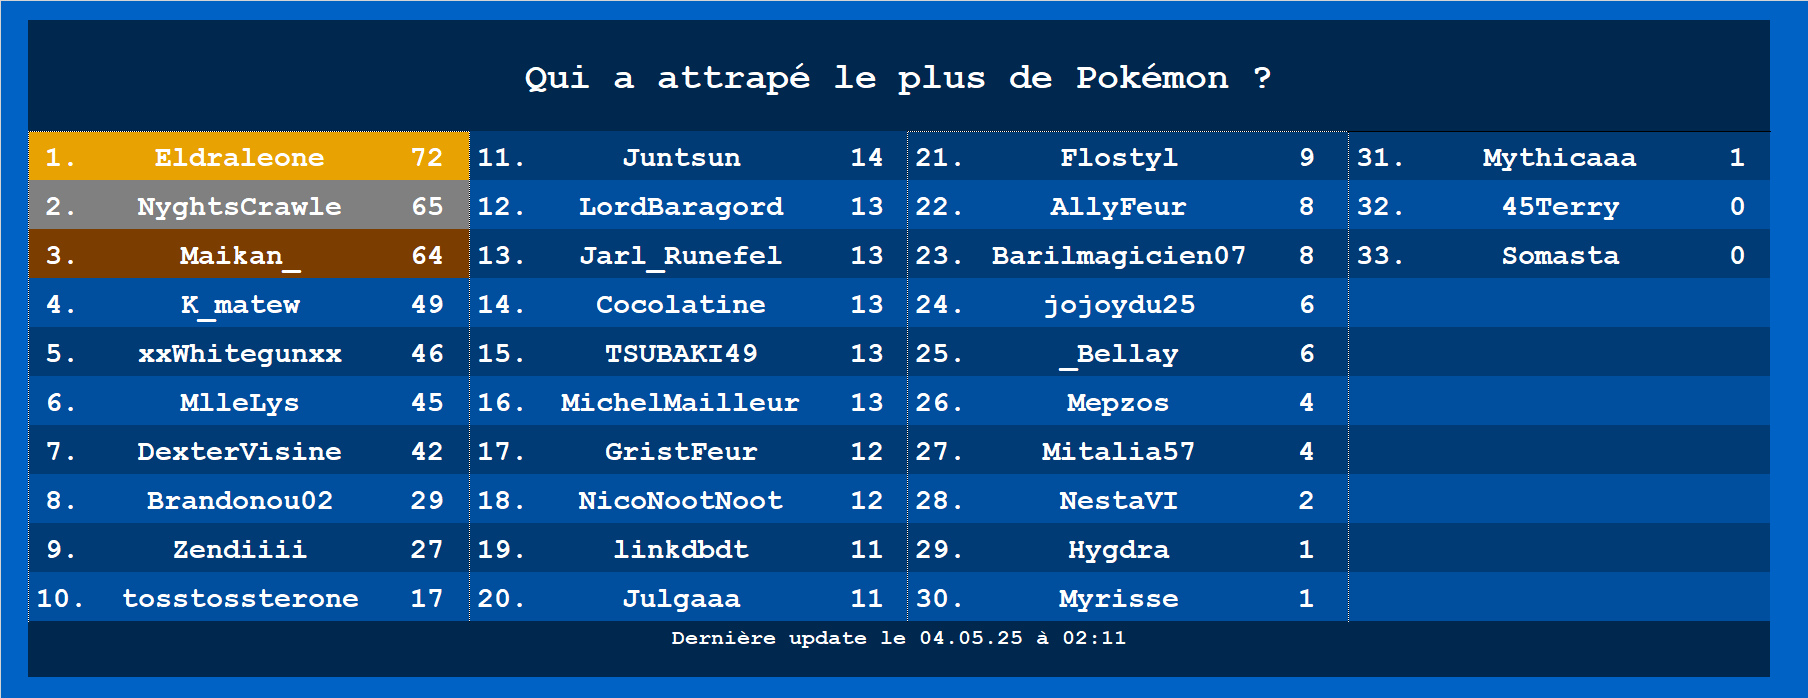 Qui a attrapé le plus de Pokémon ?
1. Eldraleone 72
2. NyghtsCrawle 65
3. Maikan_ 64
4. K_matew 49
5. xxWhitegunxx 46
6. MlleLys 45
7. DexterVisine 42
8. Brandonou02 29
9. Zendiiii 27
10. tosstossterone 17
11. Juntsun 14
12. LordBaragord 13
13. Jarl_Runefel 13
14. Cocolatine 13
15. TSUBAKI49 13
16. MichelMailleur 13
17. GristFeur 12
18. NicoNootNoot 12
19. linkdbdt 11
20. Julgaaa 11
21. Flostyl 9
22. AllyFeur 8
23. Barilmagicien07 8
24. jojoydu25 6
25. _Bellay 6
26. Mepzos 4
27. Mitalia57 4
28. NestaVI 2
29. Hygdra 1
30. Myrisse 1
31. Mythicaaa 1
32. 45Terry 0
33. Somasta 0
Dernière update le 04.05.25 à 02:11